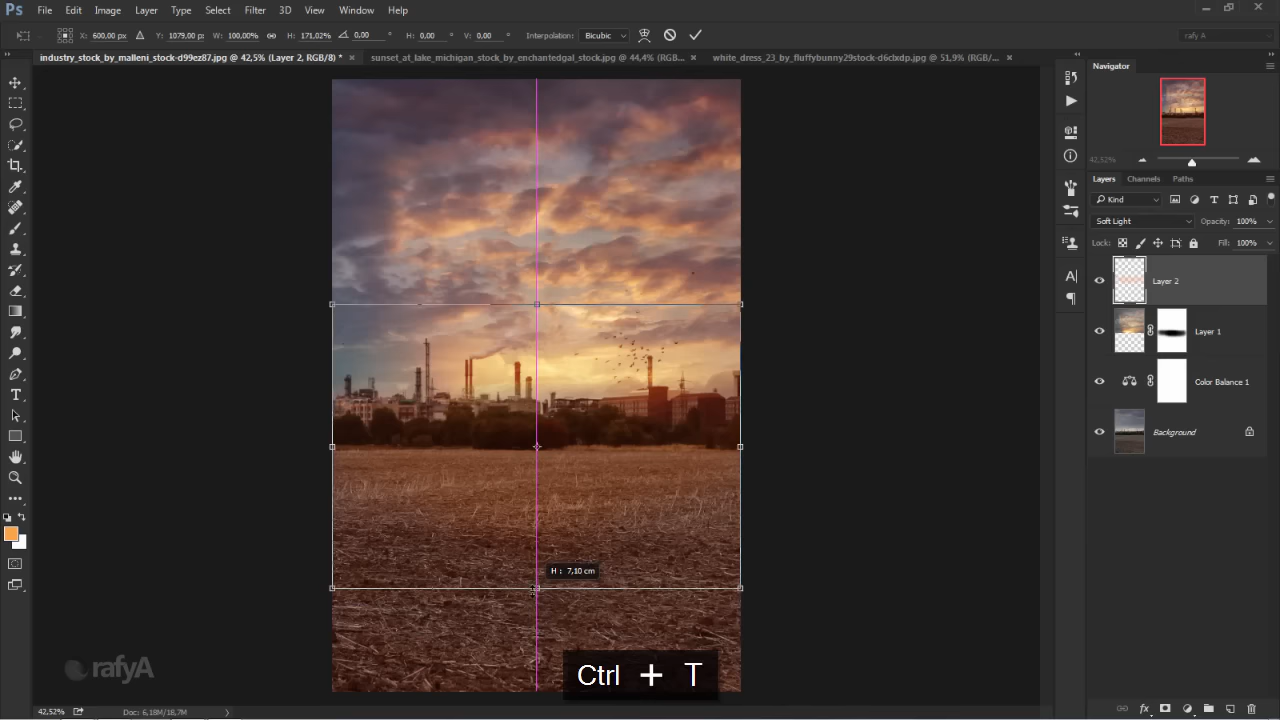 Ps File Edit Image Layer Type Select Filter 3D View Window Help
X: 600,00 px Y: 1079,00 px W: 100,00% H: 171,02% 0,00 ° H: 0,00 ° V: 0,00 ° Interpolation: Bicubic rafy A
industry_stock_by_malleni_stock-d99ez87.jpg @ 42,5% (Layer 2, RGB/8) * × sunset_at_lake_michigan_stock_by_enchantedgal_stock.jpg @ 44,4% (RGB... × white_dress_23_by_fluffybunny29stock-d6clxdp.jpg @ 51,9% (RGB/... ×
Navigator
42,52%
Layers Channels Paths
Kind
Soft Light Opacity: 100%
Lock: Fill: 100%
Layer 2
Layer 1
Color Balance 1
Background
H : 7,10 cm
rafyA
Ctrl + T
42,52% Doc: 6,18M/18,7M